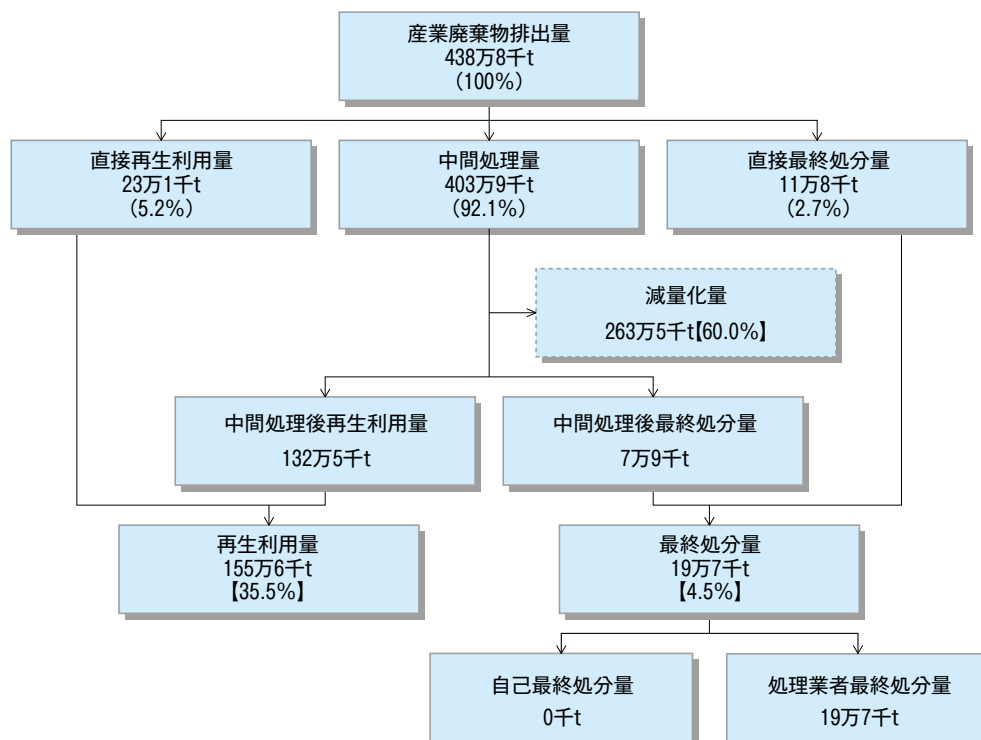 産業廃棄物排出量
438万8千t
(100%)
直接再生利用量
23万1千t
(5.2%)
中間処理量
403万9千t
(92.1%)
直接最終処分量
11万8千t
(2.7%)
減量化量
263万5千t【60.0%】
中間処理後再生利用量
132万5千t
中間処理後最終処分量
7万9千t
再生利用量
155万6千t
【35.5%】
最終処分量
19万7千t
【4.5%】
自己最終処分量
0千t
処理業者最終処分量
19万7千t